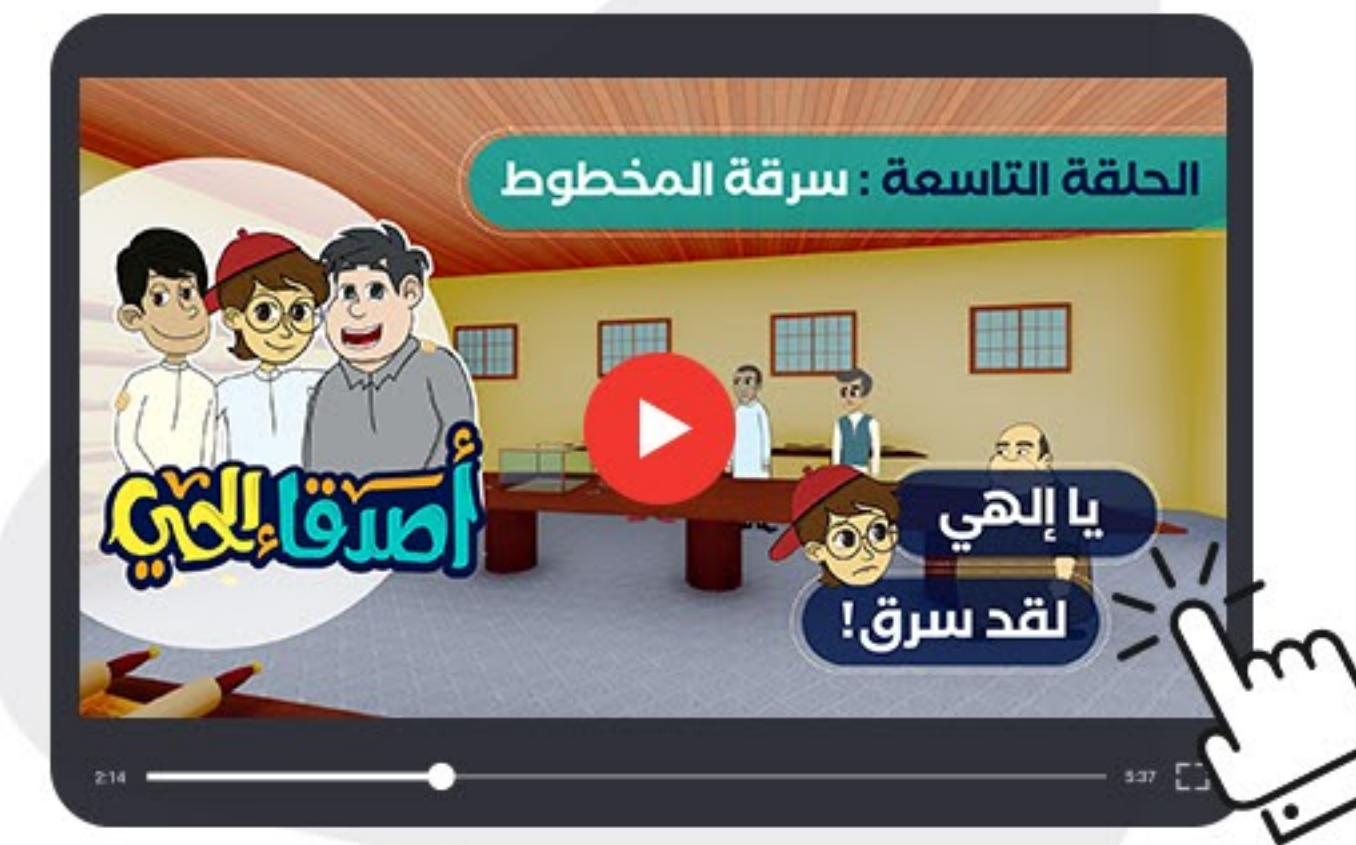 الحلقة التاسعة : سرقة المخطوط
أصدقاء الحي
يا إلهي
لقد سرق!
2:14
5:37